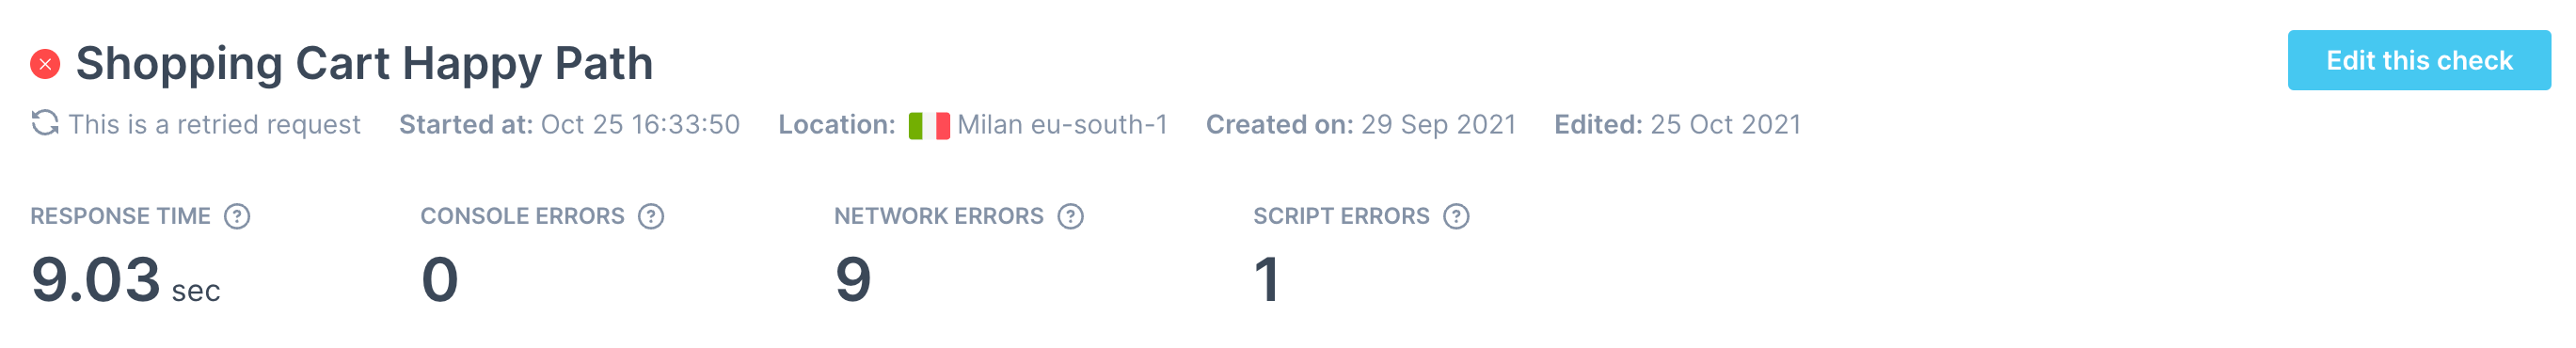 Shopping Cart Happy Path
Edit this check
This is a retried request Started at: Oct 25 16:33:50 Location: Milan eu-south-1 Created on: 29 Sep 2021 Edited: 25 Oct 2021
RESPONSE TIME ? CONSOLE ERRORS ? NETWORK ERRORS ? SCRIPT ERRORS ?
9.03 sec 0 9 1